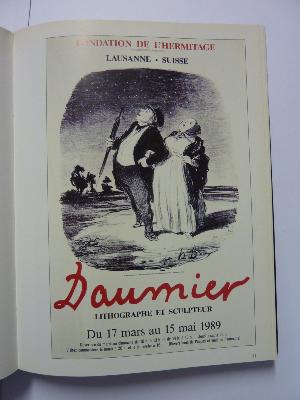 FONDATION DE L'HERMITAGE
LAUSANNE • SUISSE
Daumier
LITHOGRAPHE ET SCULPTEUR
Du 17 mars au 15 mai 1989